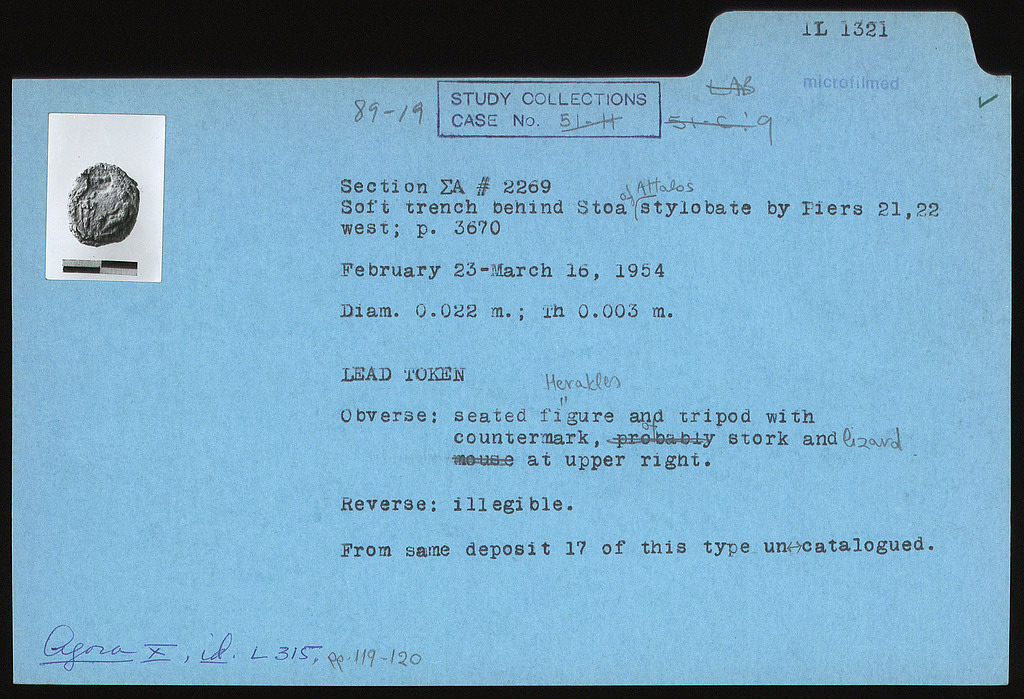 IL 1321
LAB microfilmed
89-19 STUDY COLLECTIONS
CASE No. 51-H 51-C:9
Section ΣA # 2269
of Attalos
Soft trench behind Stoa stylobate by Piers 21,22
west; p. 3670
February 23-March 16, 1954
Diam. 0.022 m.; Th 0.003 m.
LEAD TOKEN
Herakles
Obverse: seated figure and tripod with
of
countermark, probably stork and lizard
mouse at upper right.
Reverse: illegible.
From same deposit 17 of this type un-catalogued.
Agora X, id. L 315, pp. 119-120